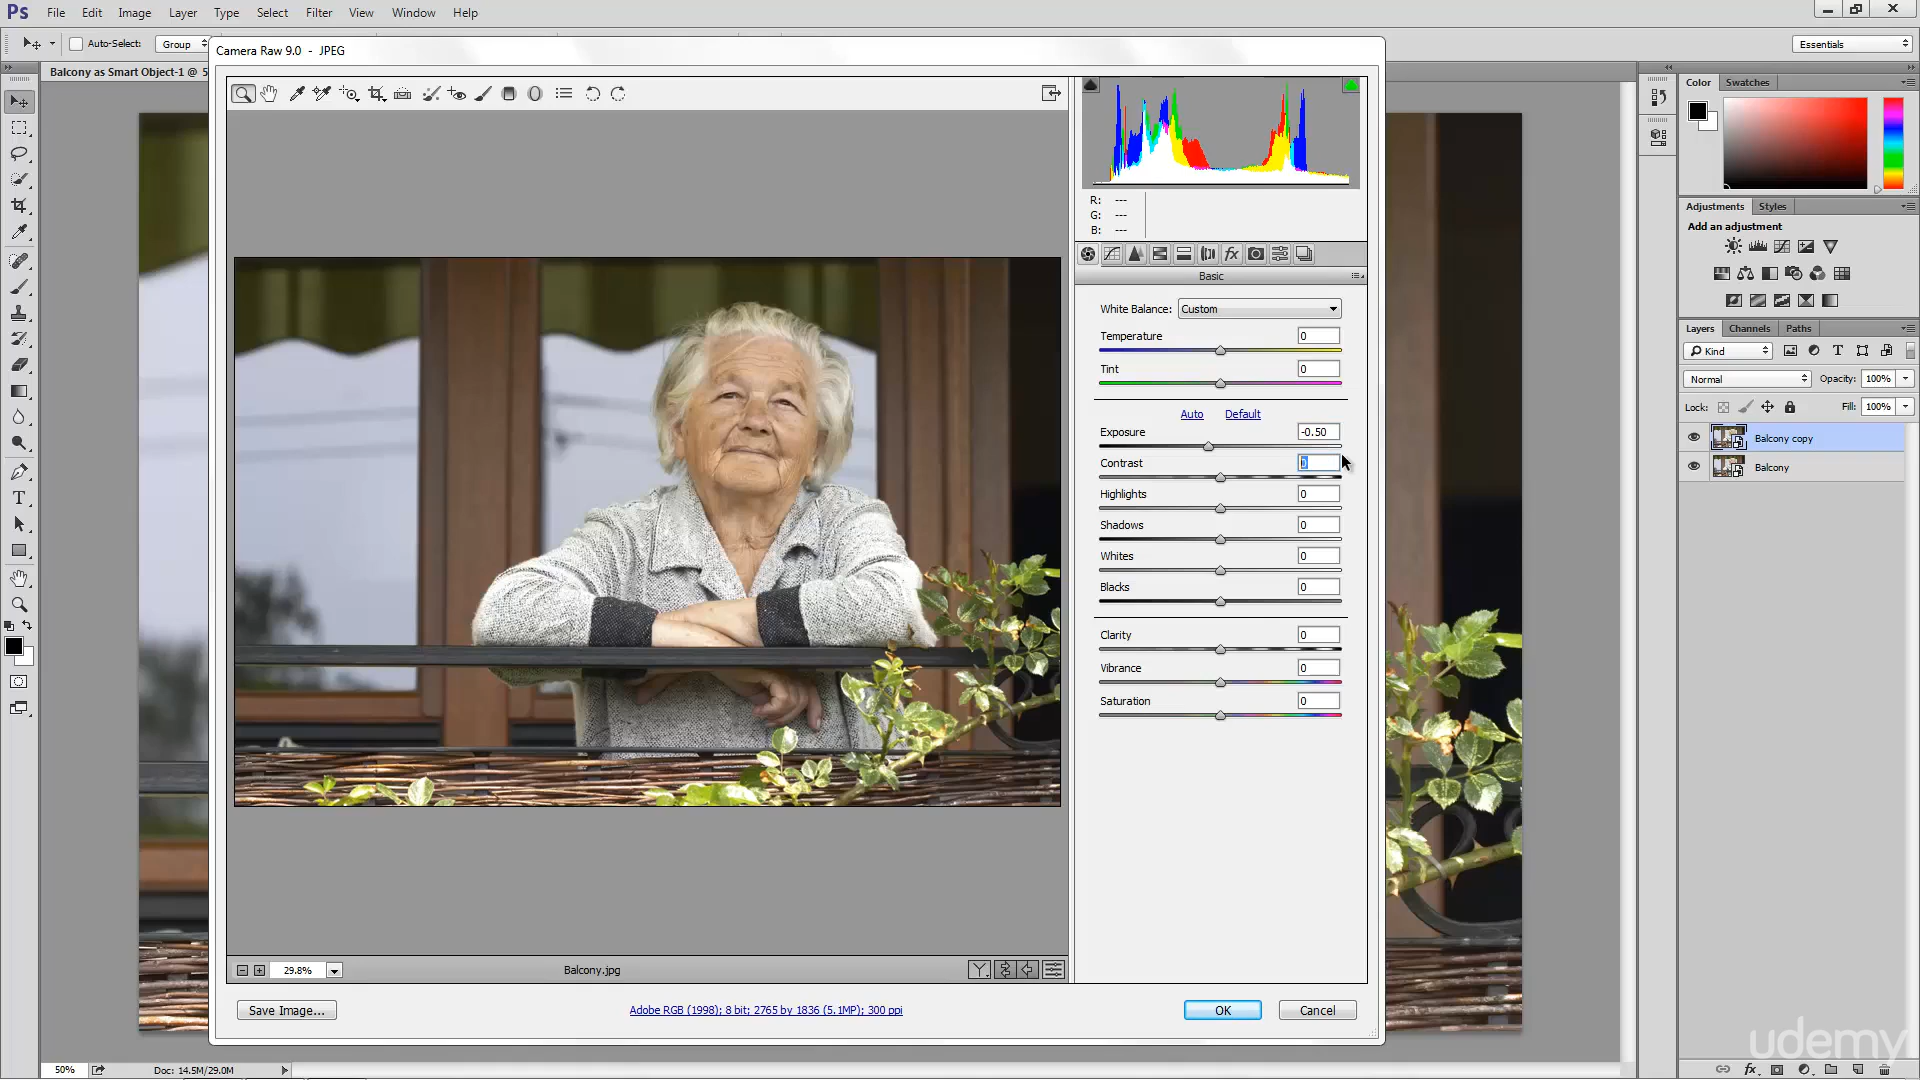 Ps File Edit Image Layer Type Select Filter View Window Help
Auto-Select: Group Essentials
Camera Raw 9.0 - JPEG
Balcony as Smart Object-1 @ 5
Color Swatches
R: ---
G: ---
B: ---
Adjustments Styles
Add an adjustment
Basic
White Balance: Custom
Temperature 0
Tint 0
Auto Default
Exposure -0.50
Contrast 0
Highlights 0
Shadows 0
Whites 0
Blacks 0
Clarity 0
Vibrance 0
Saturation 0
Layers Channels Paths
Kind
Normal Opacity: 100%
Lock: Fill: 100%
Balcony copy
Balcony
29.8% Balcony.jpg
Save Image... Adobe RGB (1998); 8 bit; 2765 by 1836 (5.1MP); 300 ppi OK Cancel
50% Doc: 14.5M/29.0M
udemy